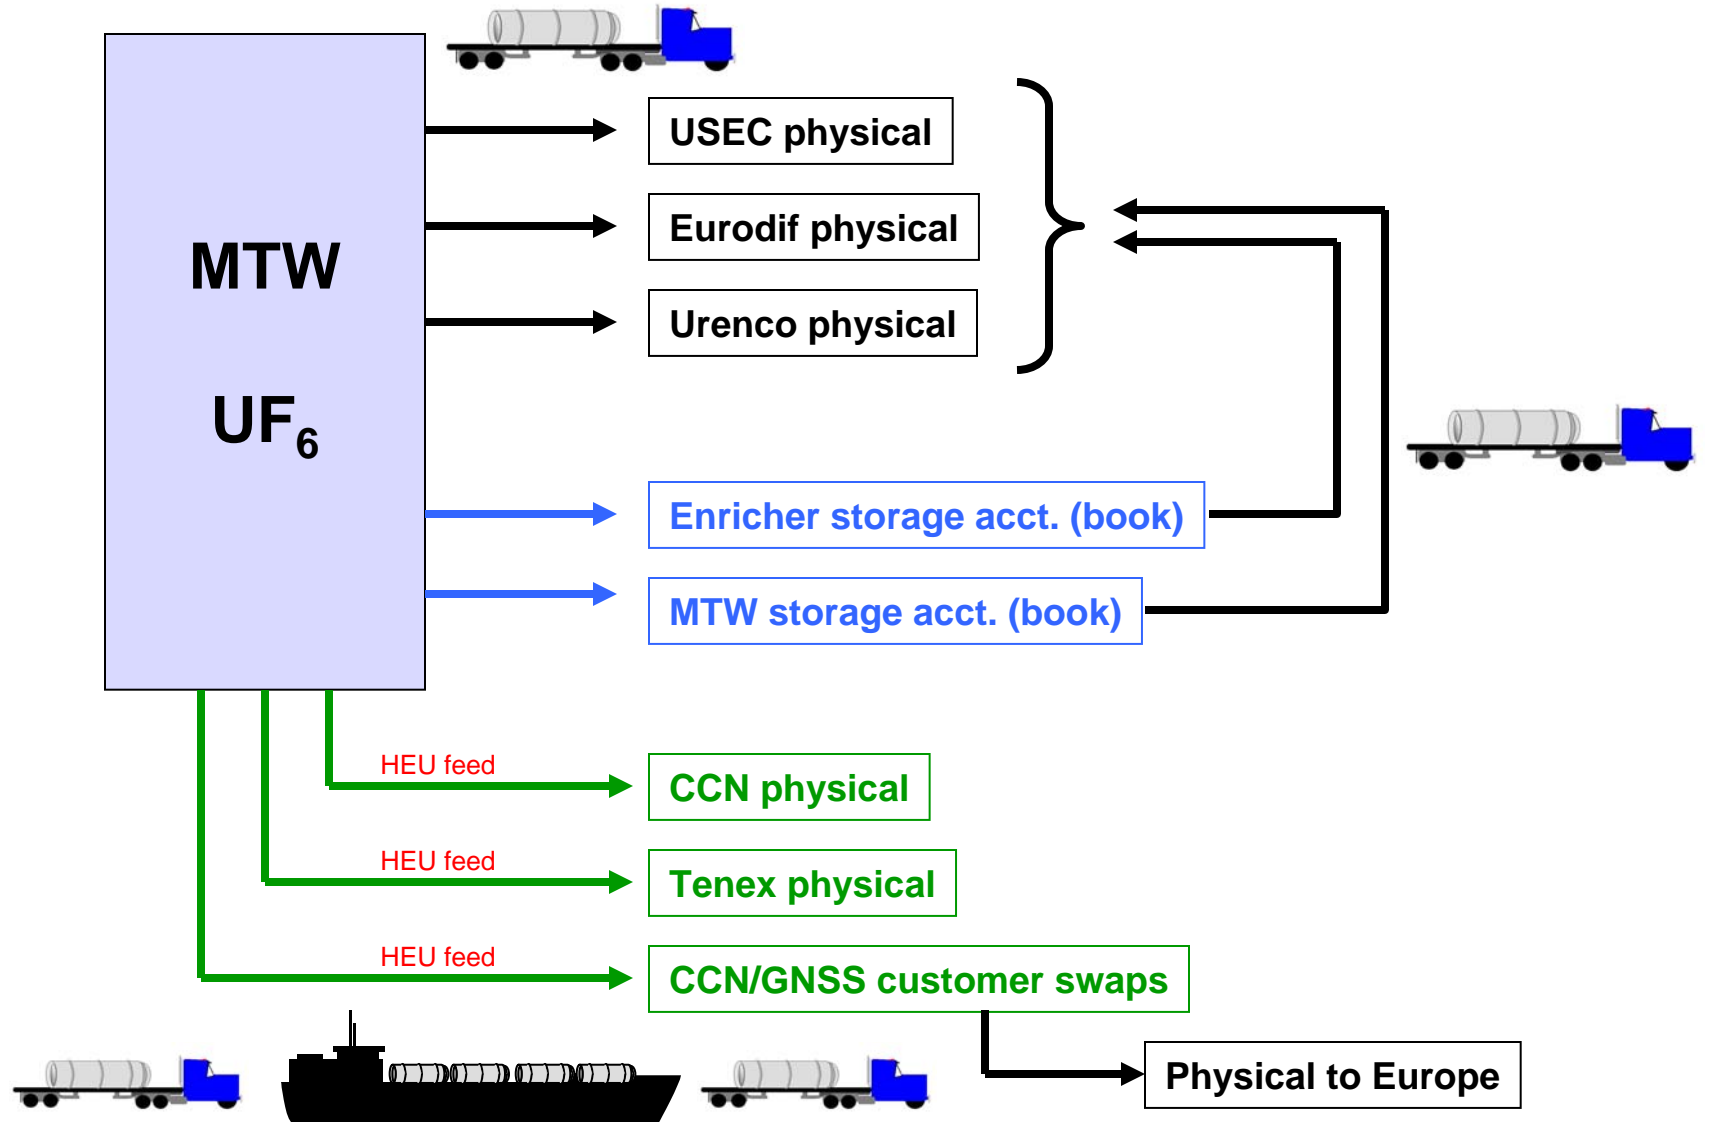 MTW
UF₆
USEC physical
Eurodif physical
Urenco physical
Enricher storage acct. (book)
MTW storage acct. (book)
HEU feed
CCN physical
HEU feed
Tenex physical
HEU feed
CCN/GNSS customer swaps
Physical to Europe